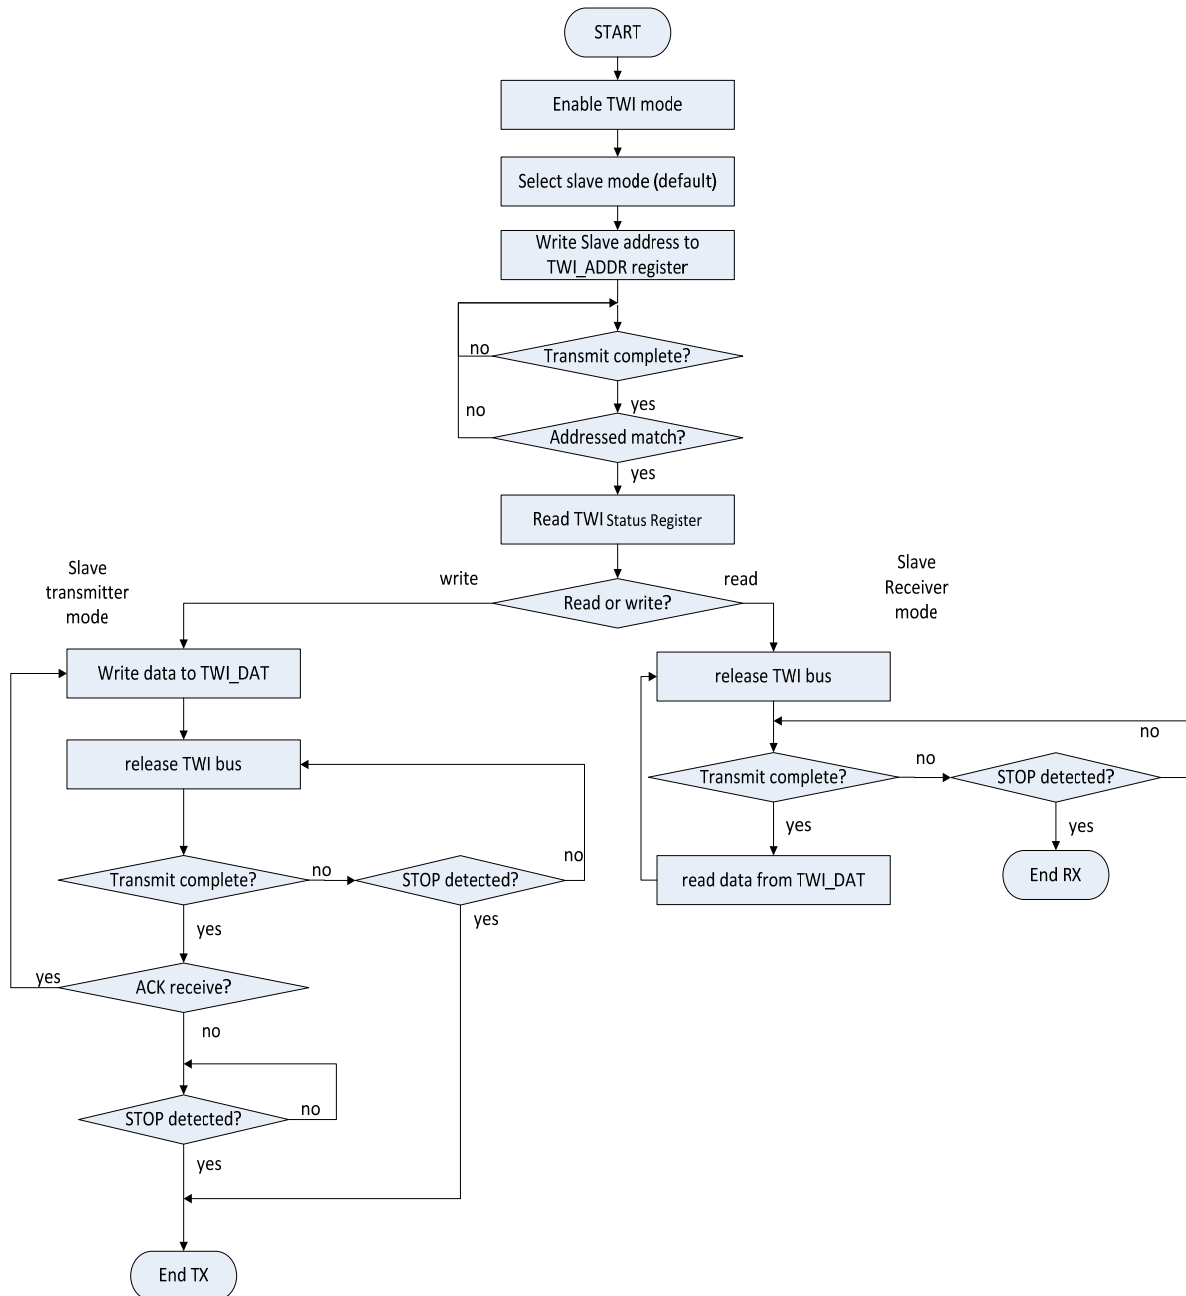 START
Enable TWI mode
Select slave mode (default)
Write Slave address to
TWI_ADDR register
no
Transmit complete?
yes
no
Addressed match?
yes
Read TWI Status Register
Slave
transmitter
mode
write
Read or write?
read
Slave
Receiver
mode
Write data to TWI_DAT
release TWI bus
Transmit complete?
no
STOP detected?
no
yes
yes
yes
ACK receive?
no
STOP detected?
no
yes
End TX
release TWI bus
no
Transmit complete?
no
STOP detected?
yes
yes
read data from TWI_DAT
End RX